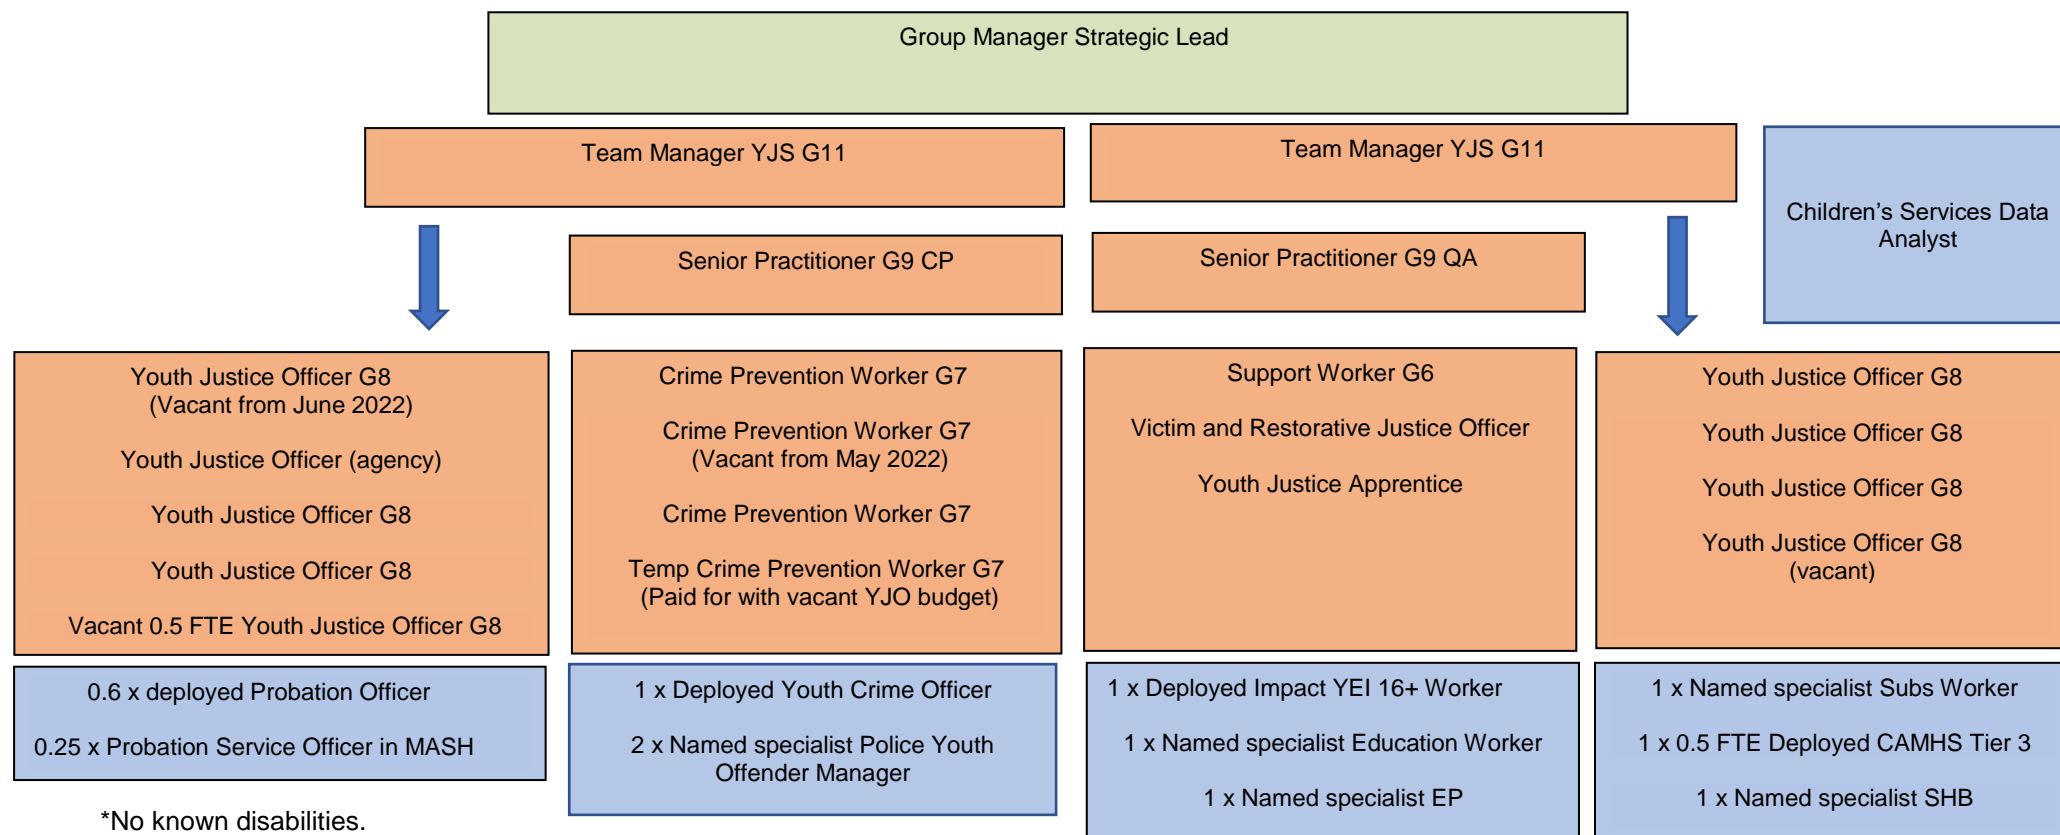 Group Manager Strategic Lead
Team Manager YJS G11
Team Manager YJS G11
Children’s Services Data
Analyst
Senior Practitioner G9 CP
Senior Practitioner G9 QA
Youth Justice Officer G8
(Vacant from June 2022)
Youth Justice Officer (agency)
Youth Justice Officer G8
Youth Justice Officer G8
Vacant 0.5 FTE Youth Justice Officer G8
Crime Prevention Worker G7
Crime Prevention Worker G7
(Vacant from May 2022)
Crime Prevention Worker G7
Temp Crime Prevention Worker G7
(Paid for with vacant YJO budget)
Support Worker G6
Victim and Restorative Justice Officer
Youth Justice Apprentice
Youth Justice Officer G8
Youth Justice Officer G8
Youth Justice Officer G8
Youth Justice Officer G8
(vacant)
0.6 x deployed Probation Officer
0.25 x Probation Service Officer in MASH
1 x Deployed Youth Crime Officer
2 x Named specialist Police Youth
Offender Manager
1 x Deployed Impact YEI 16+ Worker
1 x Named specialist Education Worker
1 x Named specialist EP
1 x Named specialist Subs Worker
1 x 0.5 FTE Deployed CAMHS Tier 3
1 x Named specialist SHB
*No known disabilities.